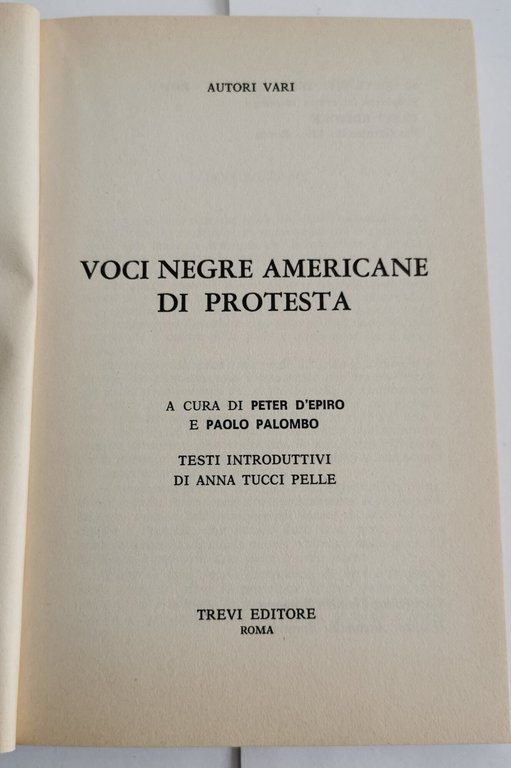 AUTORI VARI
VOCI NEGRE AMERICANE
DI PROTESTA
A CURA DI PETER D'EPIRO
E PAOLO PALOMBO
TESTI INTRODUTTIVI
DI ANNA TUCCI PELLE
TREVI EDITORE
ROMA